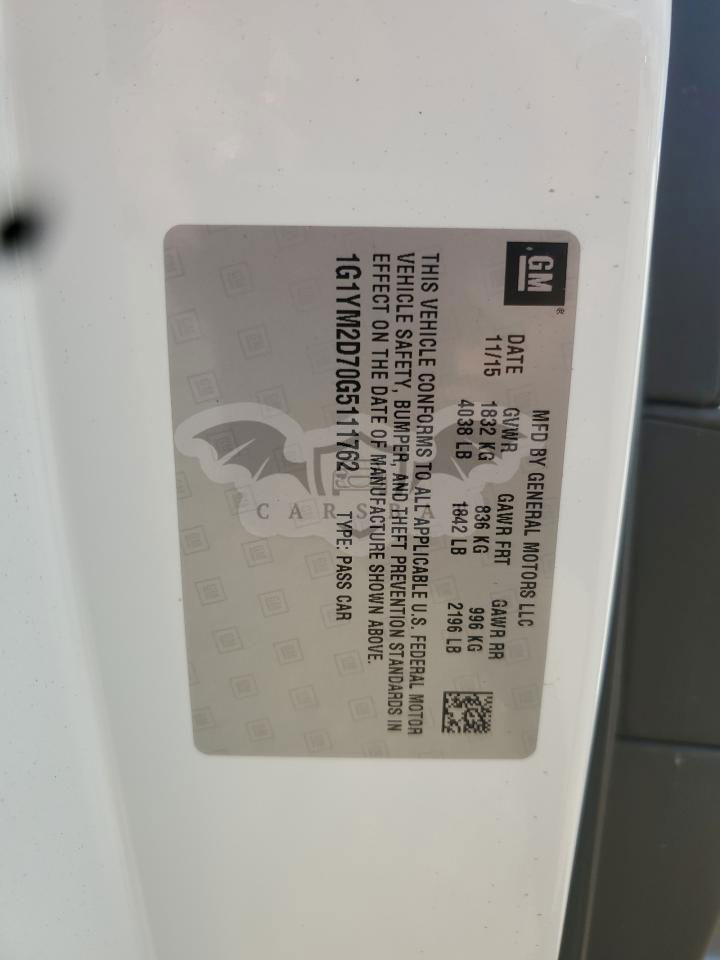 GM
MFD BY GENERAL MOTORS LLC
DATE GVWR GAWR FRT GAWR RR
11/15 1832 KG 836 KG 996 KG
4038 LB 1842 LB 2196 LB
THIS VEHICLE CONFORMS TO ALL APPLICABLE U.S. FEDERAL MOTOR
VEHICLE SAFETY, BUMPER, AND THEFT PREVENTION STANDARDS IN
EFFECT ON THE DATE OF MANUFACTURE SHOWN ABOVE.
1G1YM2D70G5111762 TYPE: PASS CAR